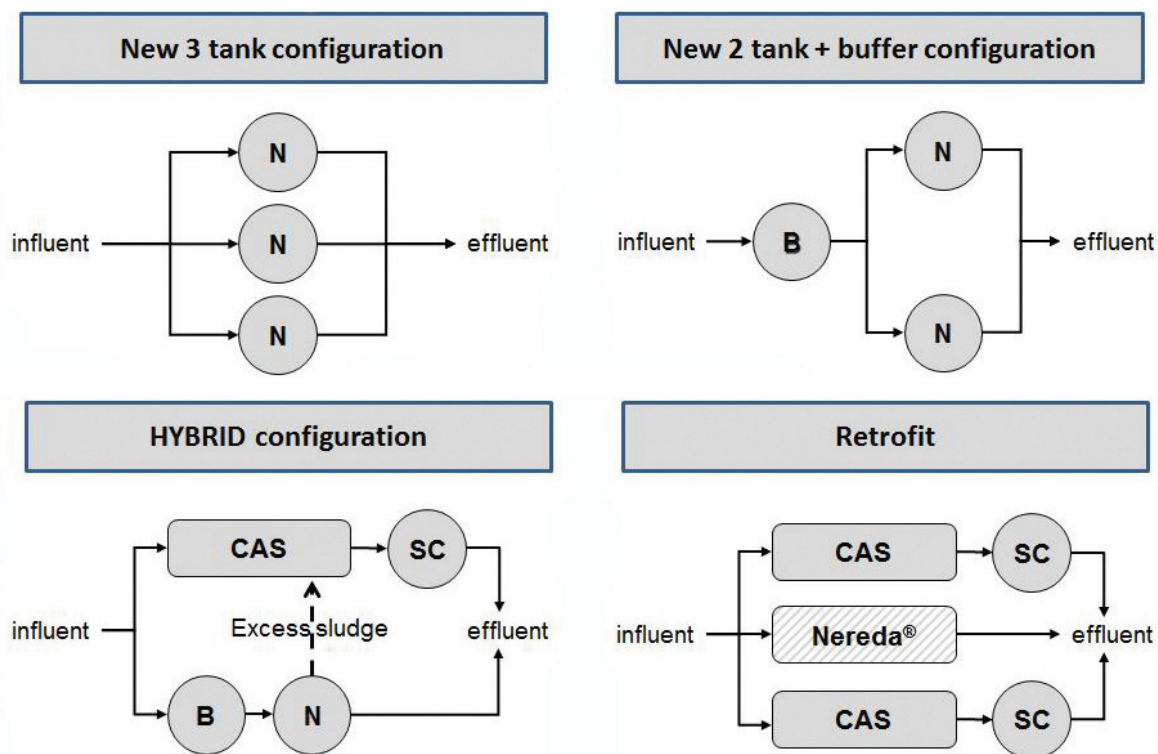 New 3 tank configuration
N
influent
N
effluent
N
New 2 tank + buffer configuration
N
influent
B
effluent
N
HYBRID configuration
CAS
SC
influent
Excess sludge
effluent
B
N
Retrofit
CAS
SC
influent
Nereda®
effluent
CAS
SC